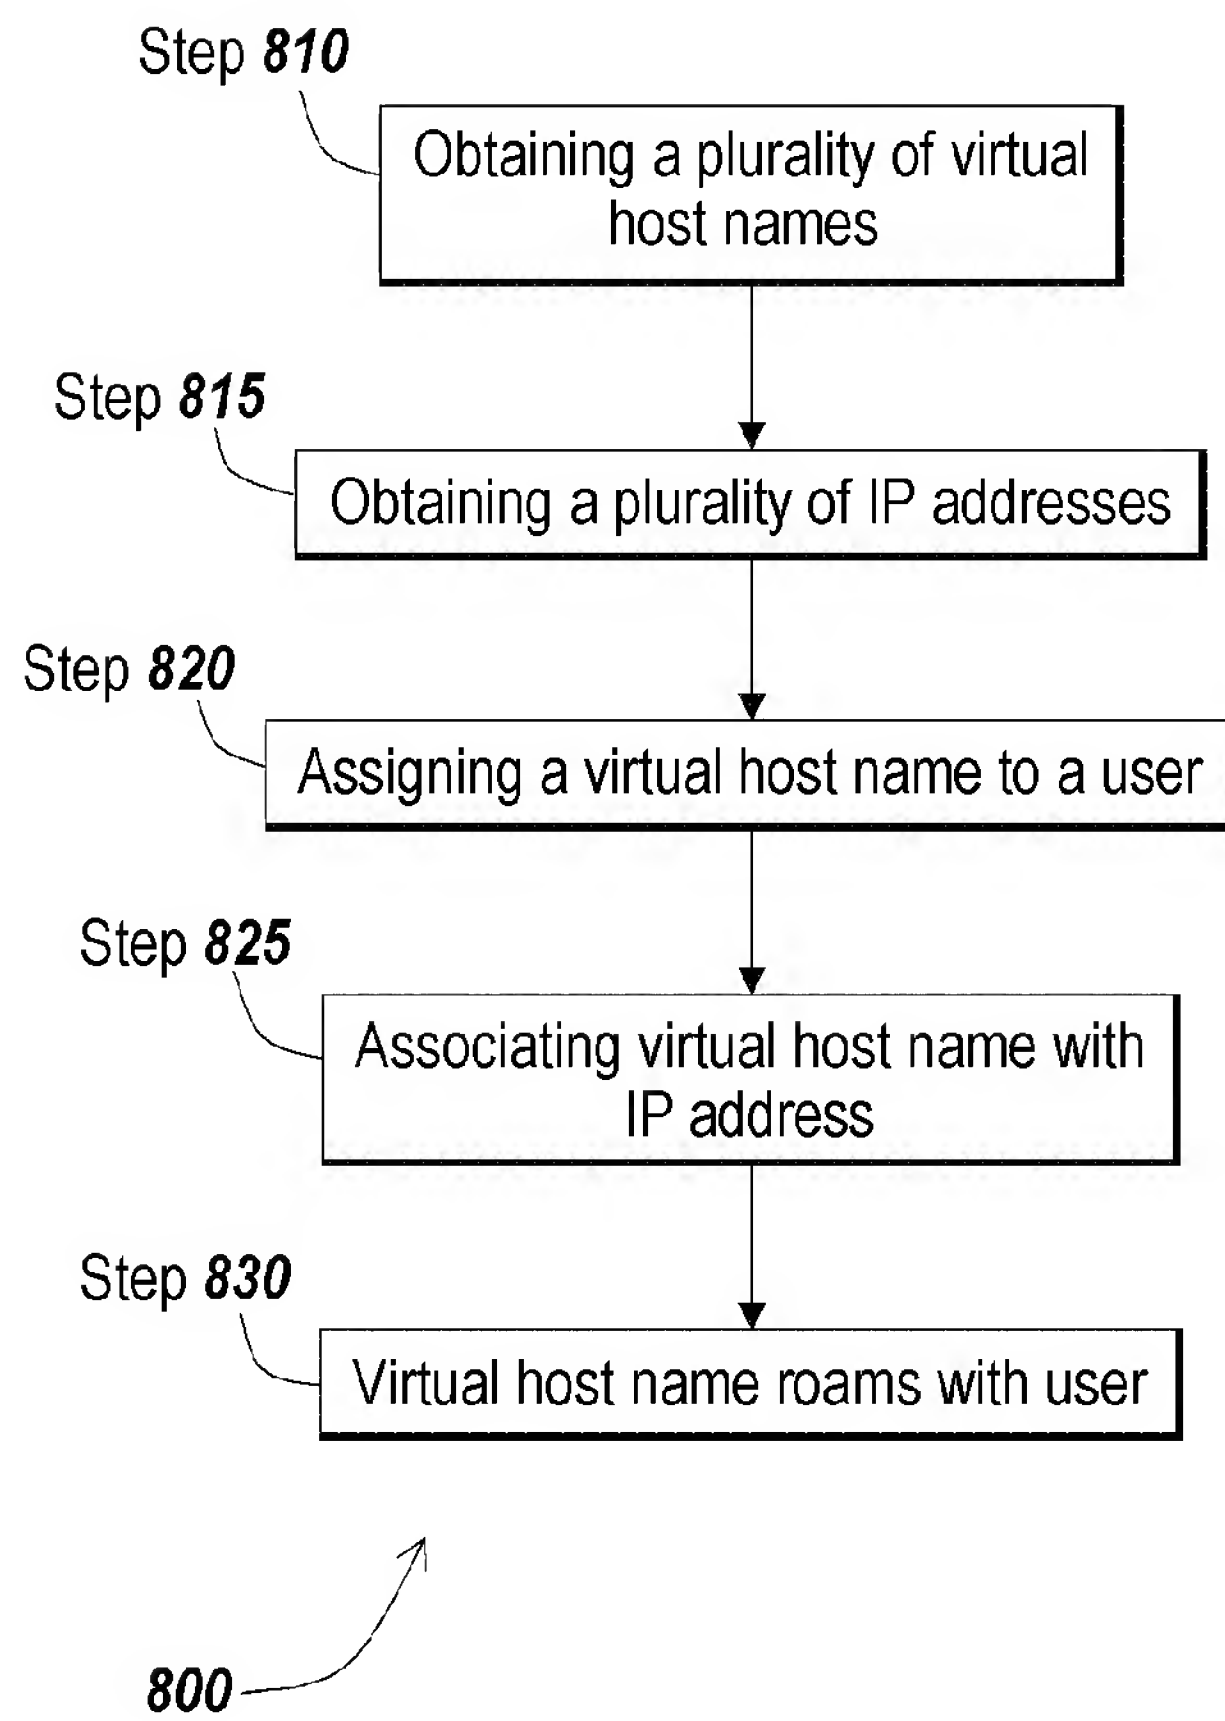 Step 810
Obtaining a plurality of virtual
host names
Step 815
Obtaining a plurality of IP addresses
Step 820
Assigning a virtual host name to a user
Step 825
Associating virtual host name with
IP address
Step 830
Virtual host name roams with user
800